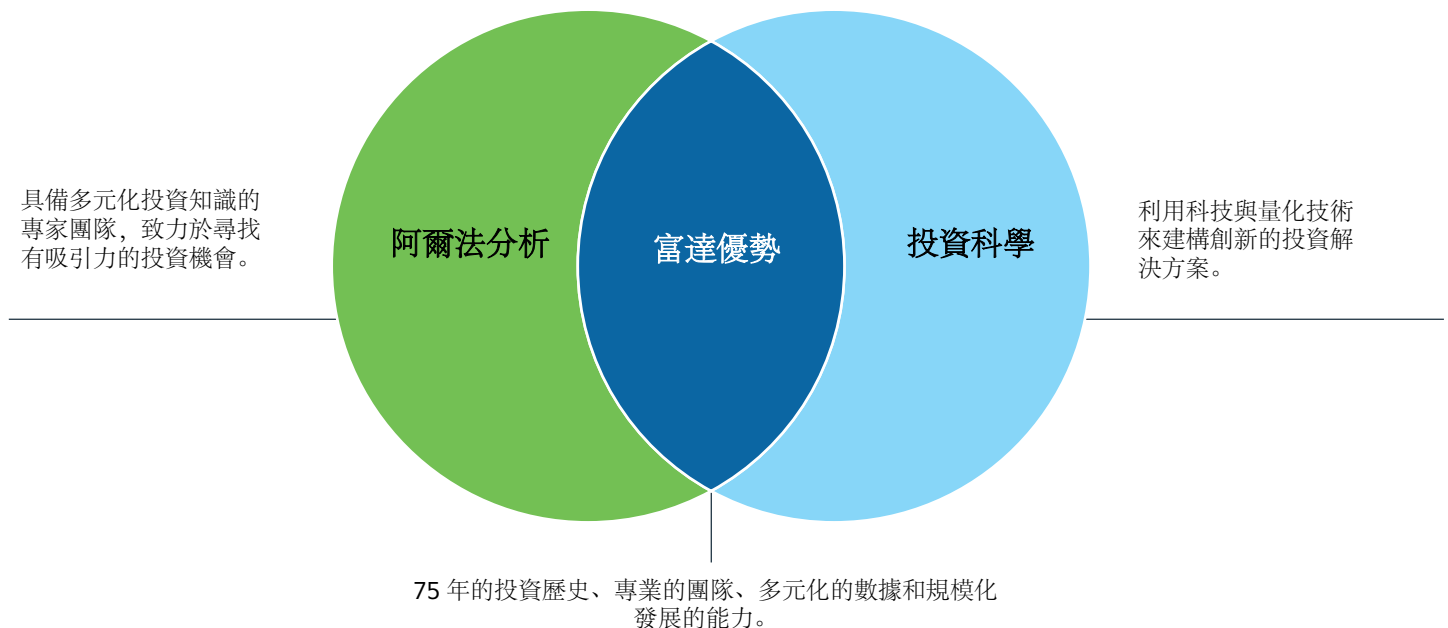 具備多元化投資知識的
專家團隊，致力於尋找
有吸引力的投資機會。
阿爾法分析
富達優勢
投資科學
利用科技與量化技術
來建構創新的投資解
決方案。
75 年的投資歷史、專業的團隊、多元化的數據和規模化
發展的能力。